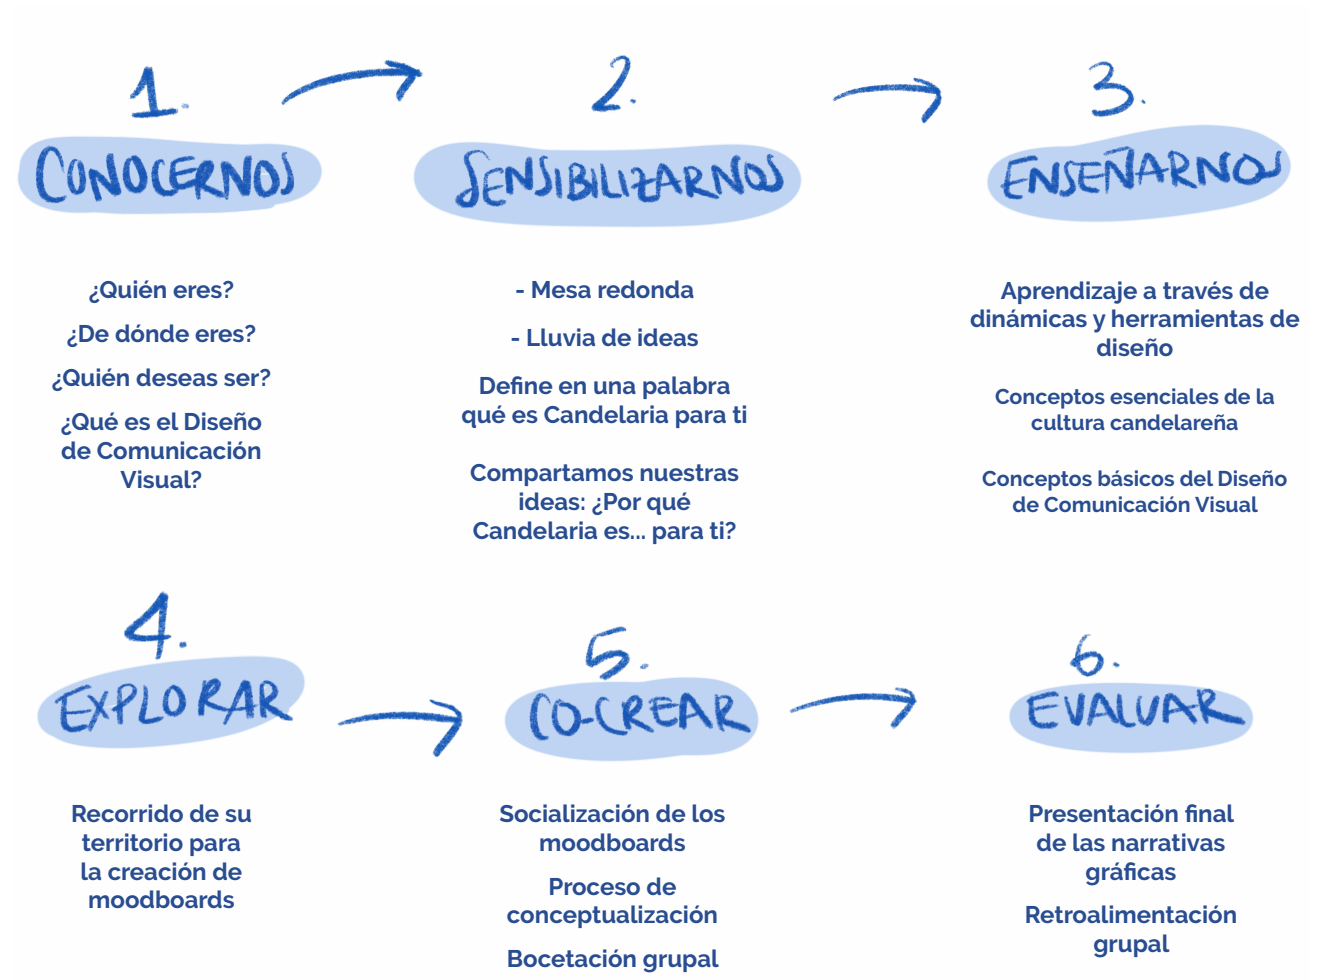 1.
CONOCERNOS
¿Quién eres?
¿De dónde eres?
¿Quién deseas ser?
¿Qué es el Diseño
de Comunicación
Visual?
2.
SENSIBILIZARNOS
- Mesa redonda
- Lluvia de ideas
Define en una palabra
qué es Candelaria para ti
Compartamos nuestras
ideas: ¿Por qué
Candelaria es... para ti?
3.
ENSEÑARNOS
Aprendizaje a través de
dinámicas y herramientas de
diseño
Conceptos esenciales de la
cultura candelareña
Conceptos básicos del Diseño
de Comunicación Visual
4.
EXPLORAR
Recorrido de su
territorio para
la creación de
moodboards
5.
CO-CREAR
Socialización de los
moodboards
Proceso de
conceptualización
Bocetación grupal
6.
EVALUAR
Presentación final
de las narrativas
gráficas
Retroalimentación
grupal